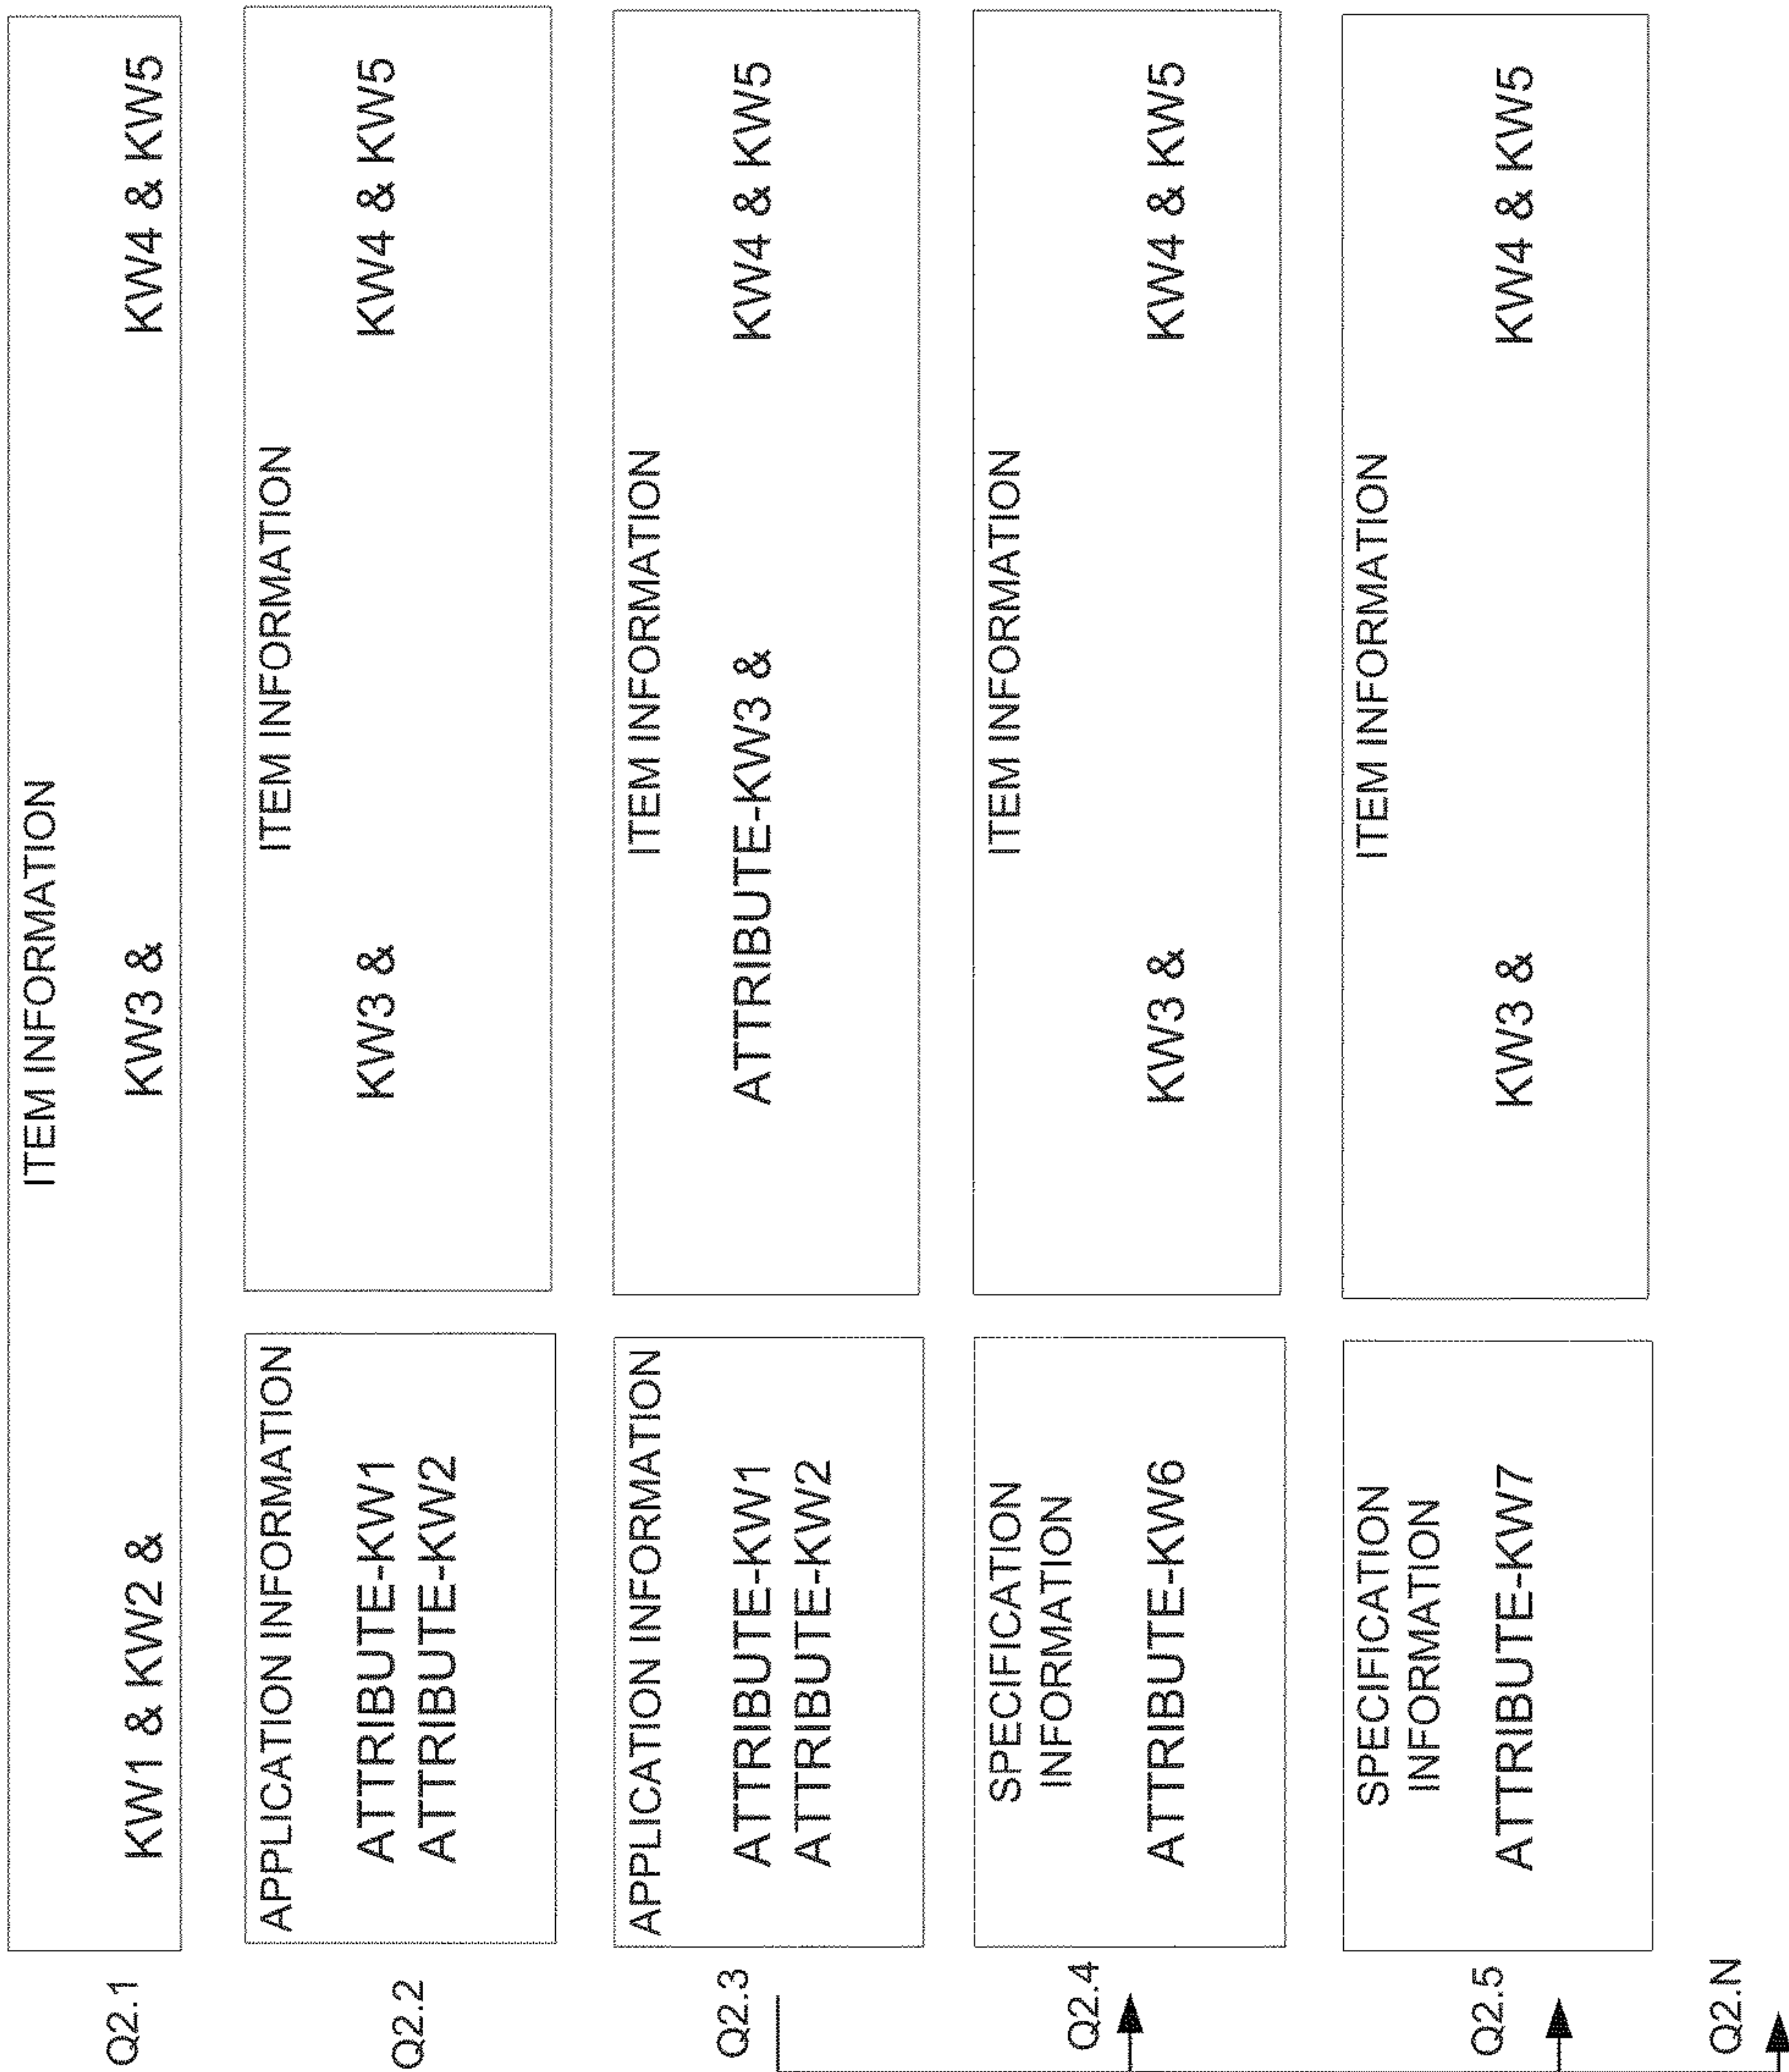 Q2.1
ITEM INFORMATION
KW1 & KW2 & KW3 & KW4 & KW5
Q2.2
APPLICATION INFORMATION
ATTRIBUTE-KW1
ATTRIBUTE-KW2
ITEM INFORMATION
KW3 & KW4 & KW5
Q2.3
APPLICATION INFORMATION
ATTRIBUTE-KW1
ATTRIBUTE-KW2
ITEM INFORMATION
ATTRIBUTE-KW3 & KW4 & KW5
Q2.4
SPECIFICATION
INFORMATION
ATTRIBUTE-KW6
ITEM INFORMATION
KW3 & KW4 & KW5
Q2.5
SPECIFICATION
INFORMATION
ATTRIBUTE-KW7
ITEM INFORMATION
KW3 & KW4 & KW5
Q2.N